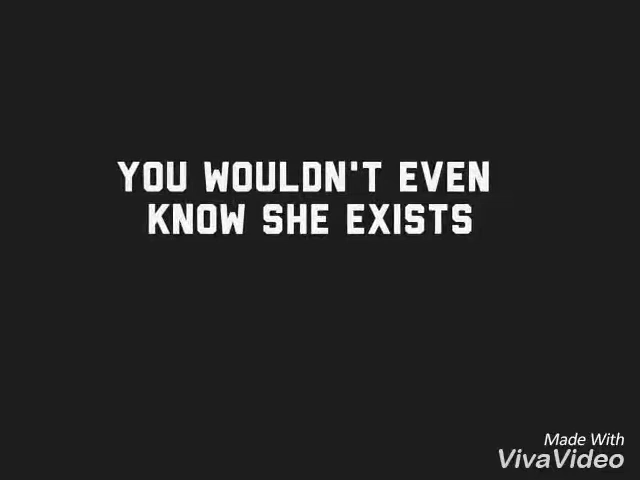 YOU WOULDN'T EVEN
KNOW SHE EXISTS
Made With
VivaVideo